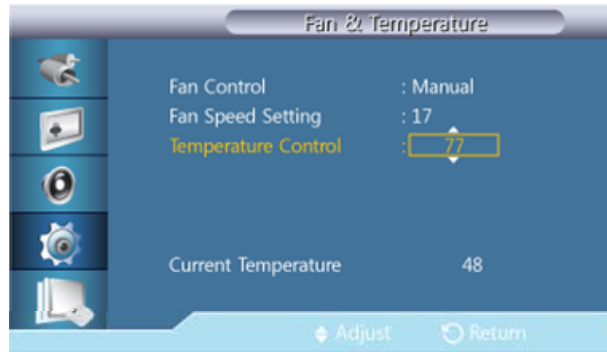 Fan & Temperature
Fan Control : Manual
Fan Speed Setting : 17
Temperature Control : 77
Current Temperature 48
Adjust Return